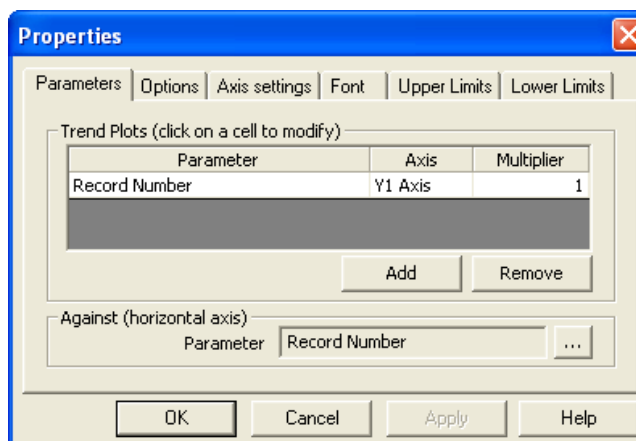 Properties
Parameters Options Axis settings Font Upper Limits Lower Limits
Trend Plots (click on a cell to modify)
Parameter Axis Multiplier
Record Number Y1 Axis 1
Add Remove
Against (horizontal axis)
Parameter Record Number ...
OK Cancel Apply Help